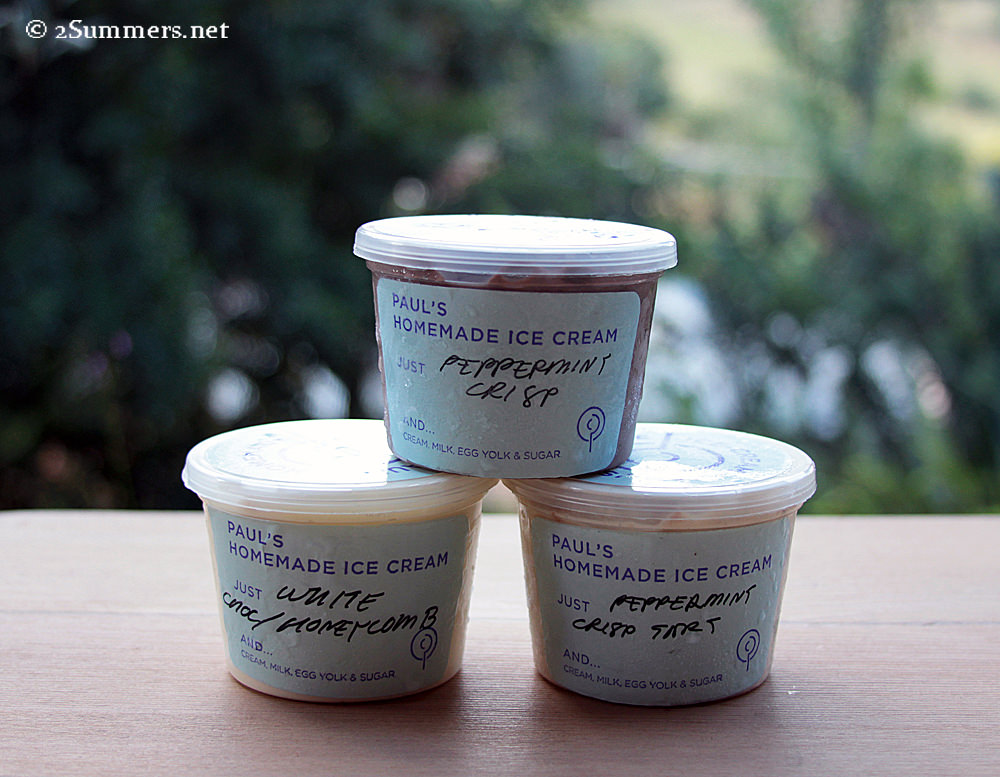 © 2Summers.net
PAUL'S
HOMEMADE ICE CREAM
JUST PEPPERMINT
CRISP
AND...
CREAM, MILK, EGG YOLK & SUGAR
PAUL'S
HOMEMADE ICE CREAM
JUST WHITE
CHOC/HONEYCOMB
AND...
CREAM, MILK, EGG YOLK & SUGAR
PAUL'S
HOMEMADE ICE CREAM
JUST PEPPERMINT
CRISP TART
AND...
CREAM, MILK, EGG YOLK & SUGAR